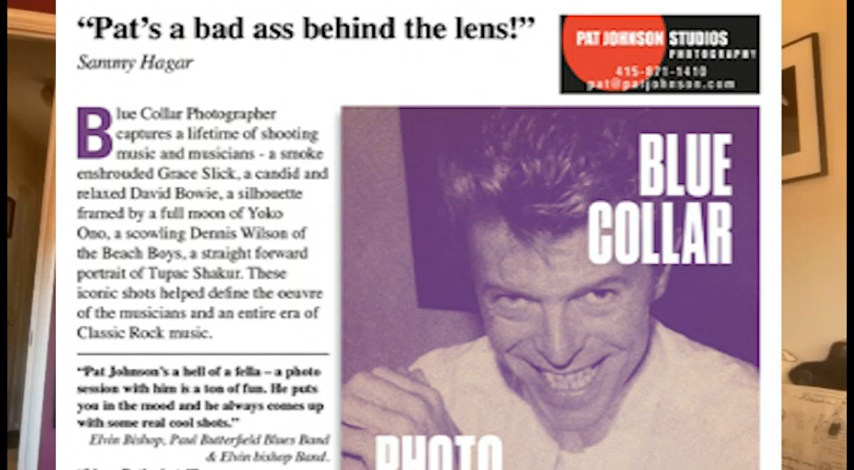 “Pat’s a bad ass behind the lens!”
Sammy Hagar
PAT JOHNSON STUDIOS
PHOTOGRAPHY
415-871-1410
pat@patjohnson.com
Blue Collar Photographer
captures a lifetime of shooting
music and musicians - a smoke
enshrouded Grace Slick, a candid and
relaxed David Bowie, a silhouette
framed by a full moon of Yoko
Ono, a scowling Dennis Wilson of
the Beach Boys, a straight forward
portrait of Tupac Shakur. These
iconic shots helped define the oeuvre
of the musicians and an entire era of
Classic Rock music.
“Pat Johnson’s a hell of a fella – a photo
session with him is a ton of fun. He puts
you in the mood and he always comes up
with some real cool shots.”
Elvin Bishop, Paul Butterfield Blues Band
& Elvin bishop Band.
BLUE
COLLAR
PHOTO